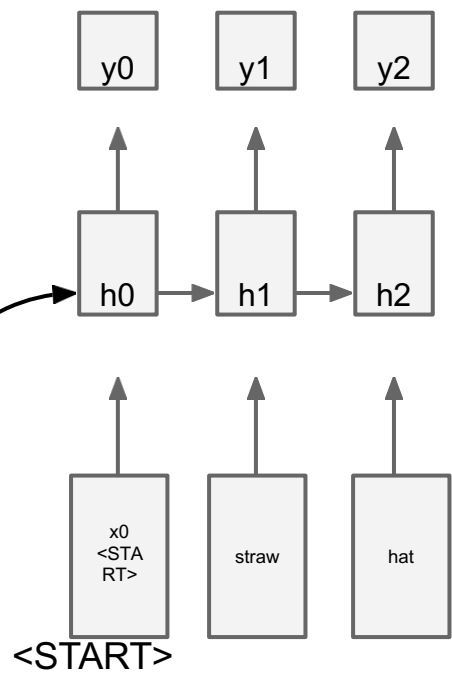 y0 y1 y2
h0 h1 h2
x0
<STA
RT>
straw
hat
<START>